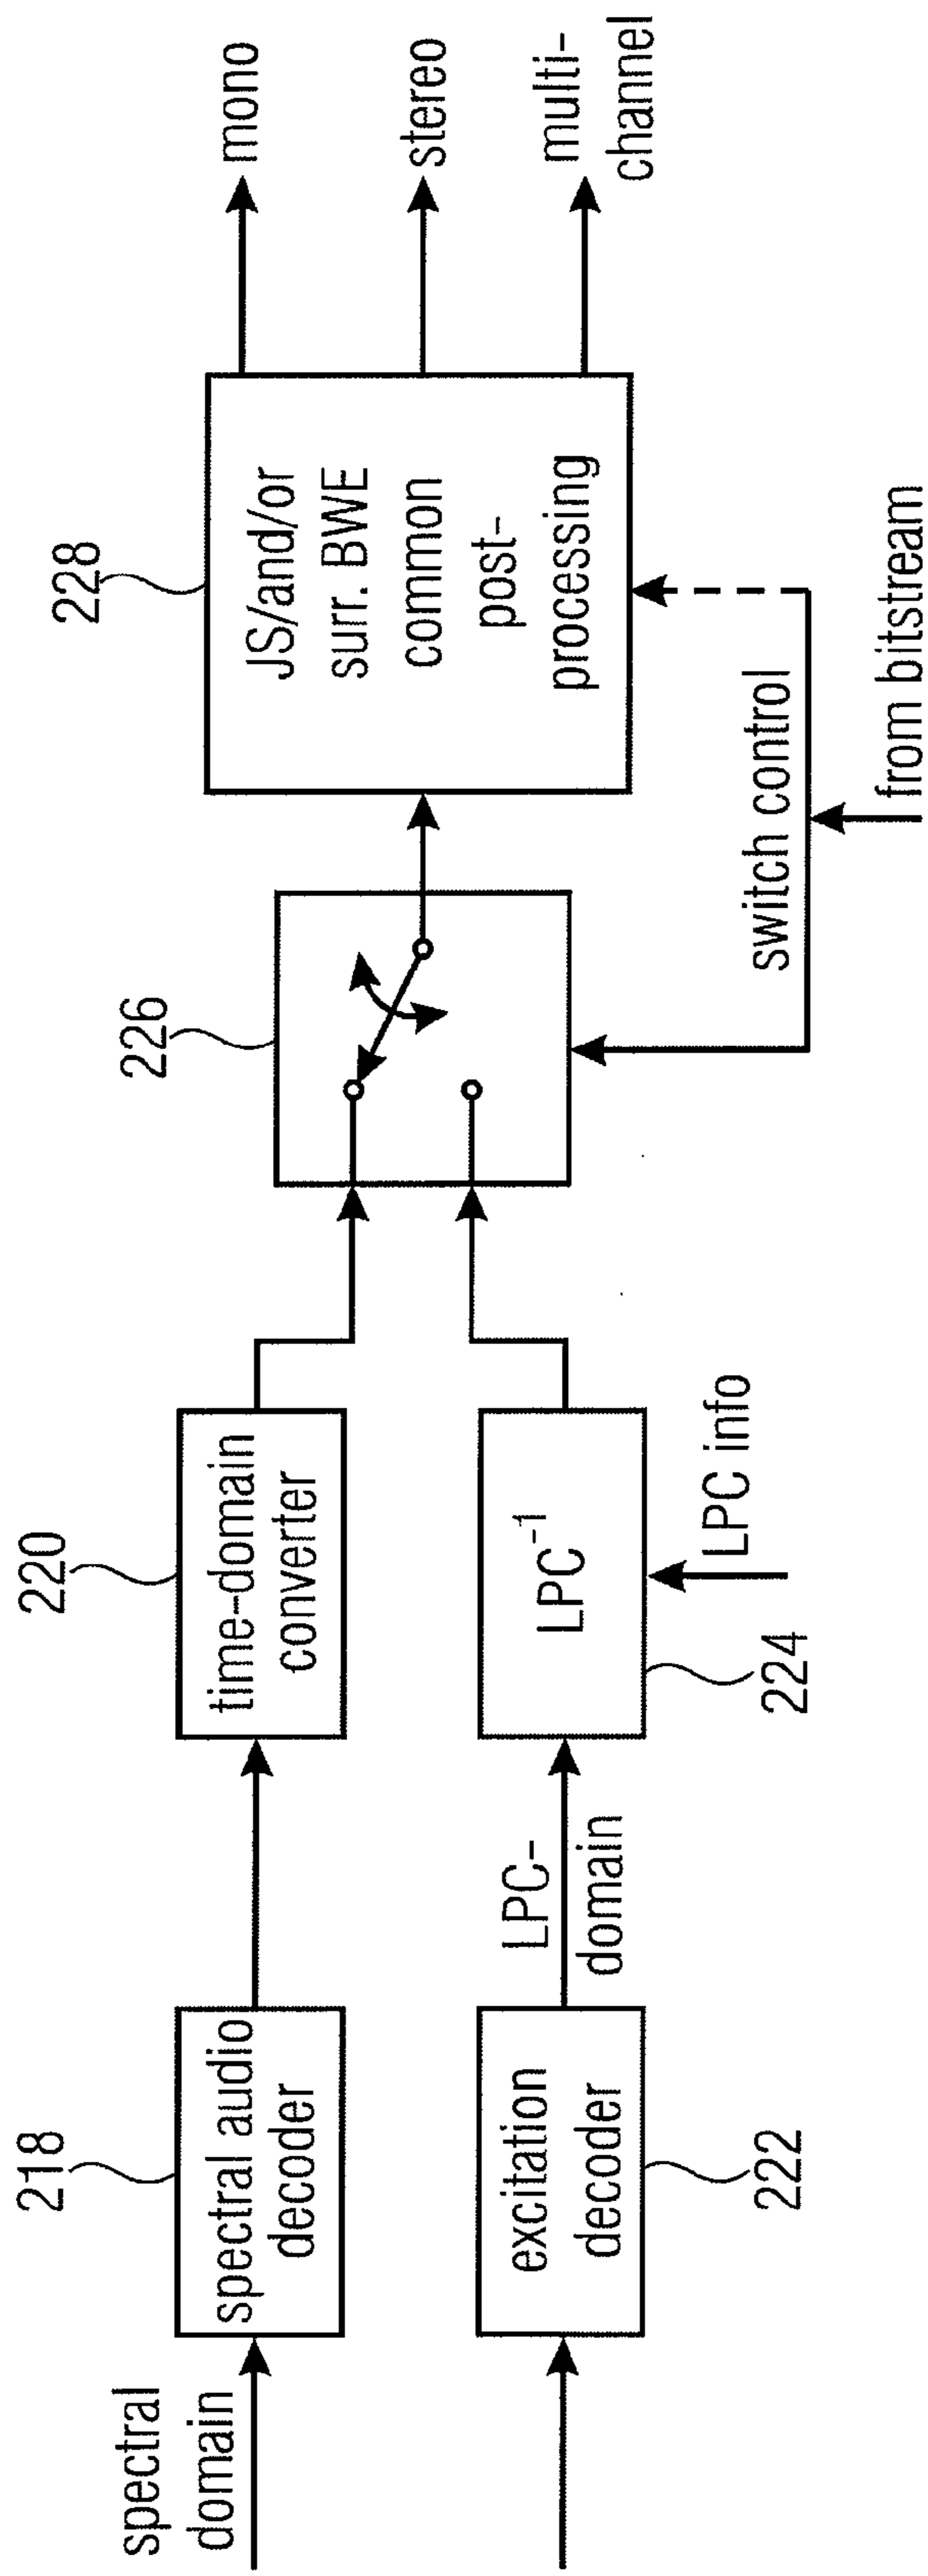 spectral
domain
218
spectral audio
decoder
220
time-domain
converter
222
excitation
decoder
LPC-
domain
224
LPC⁻¹
LPC info
226
switch control
from bitstream
228
JS/and/or
surr. BWE
common
post-
processing
mono
stereo
multi-
channel